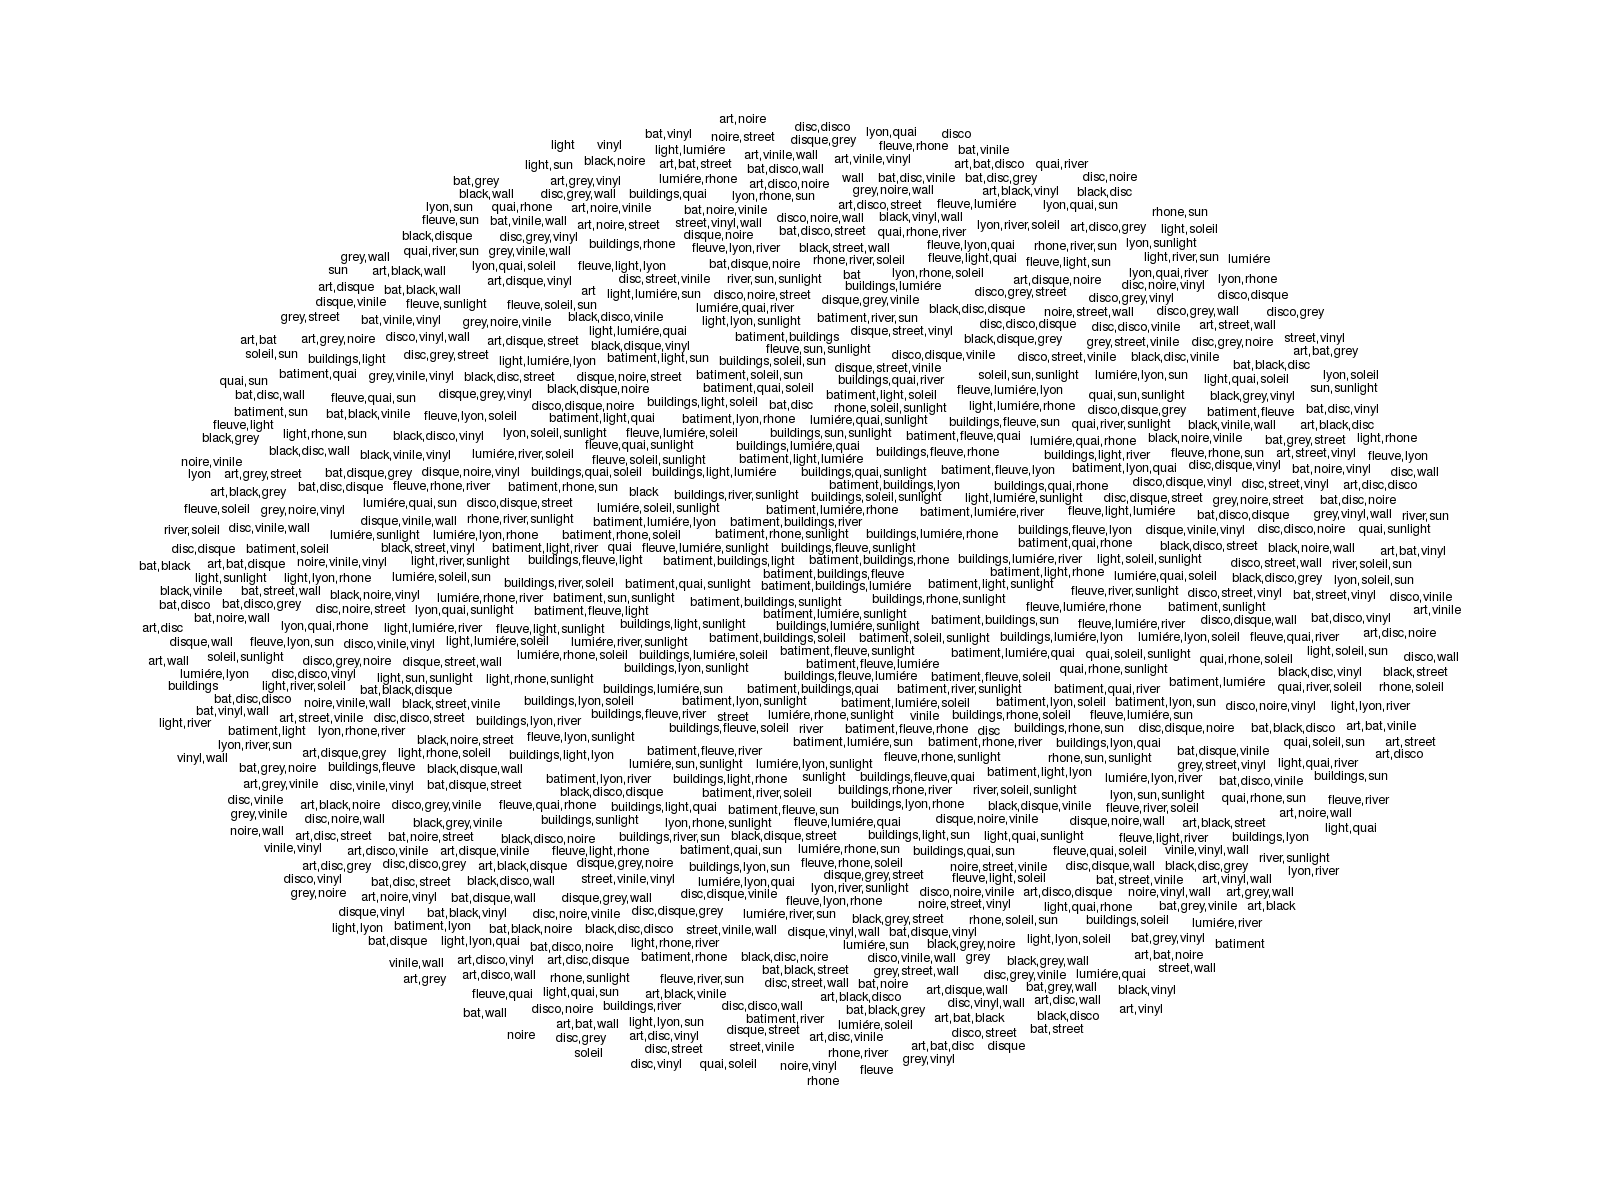 art,noire
disc,disco
bat,vinyl noire,street disque,grey lyon,quai disco
light vinyl light,lumiére fleuve,rhone bat,vinile
light,sun black,noire art,bat,street art,vinile,wall art,vinile,vinyl art,bat,disco quai,river
bat,disco,wall
bat,grey art,grey,vinyl lumiére,rhone art,disco,noire wall bat,disc,vinile bat,disc,grey disc,noire
black,wall disc,grey,wall buildings,quai lyon,rhone,sun grey,noire,wall art,black,vinyl black,disc
lyon,sun quai,rhone art,noire,vinile bat,noire,vinile art,disco,street fleuve,lumiére lyon,quai,sun rhone,sun
fleuve,sun bat,vinile,wall art,noire,street street,vinyl,wall disco,noire,wall black,vinyl,wall lyon,river,soleil art,disco,grey light,soleil
black,disque disc,grey,vinyl buildings,rhone disque,noire bat,disco,street quai,rhone,river
quai,river,sun grey,vinile,wall fleuve,lyon,river black,street,wall fleuve,lyon,quai rhone,river,sun lyon,sunlight
grey,wall bat,disque,noire rhone,river,soleil fleuve,light,quai fleuve,light,sun light,river,sun lumiére
sun art,black,wall lyon,quai,soleil fleuve,light,lyon bat lyon,rhone,soleil lyon,quai,river
art,disque bat,black,wall art,disque,vinyl disc,street,vinile river,sun,sunlight buildings,lumiére art,disque,noire disc,noire,vinyl lyon,rhone
disque,vinile fleuve,sunlight fleuve,soleil,sun art light,lumiére,sun disco,noire,street disque,grey,vinile disco,grey,street disco,grey,vinyl disco,disque
grey,street bat,vinile,vinyl grey,noire,vinile black,disco,vinile lumiére,quai,river light,lyon,sunlight batiment,river,sun black,disc,disque noire,street,wall disco,grey,wall disc,grey
art,bat art,grey,noire disco,vinyl,wall art,disque,street light,lumiére,quai batiment,buildings disque,street,vinyl disc,disco,disque disc,disco,vinile art,street,wall
black,disque,grey grey,street,vinile disc,grey,noire street,vinyl
soleil,sun buildings,light disc,grey,street light,lumiére,lyon black,disque,vinyl batiment,light,sun buildings,soleil,sun fleuve,sun,sunlight disco,disque,vinile disco,street,vinile black,disc,vinile art,bat,grey
quai,sun batiment,quai grey,vinile,vinyl black,disc,street disque,noire,street batiment,soleil,sun disque,street,vinile buildings,quai,river soleil,sun,sunlight lumiére,lyon,sun light,quai,soleil bat,black,disc lyon,soleil
bat,disc,wall fleuve,quai,sun disque,grey,vinyl black,disque,noire batiment,quai,soleil batiment,light,soleil fleuve,lumiére,lyon quai,sun,sunlight black,grey,vinyl sun,sunlight
batiment,sun bat,black,vinile fleuve,lyon,soleil disco,disque,noire buildings,light,soleil bat,disc rhone,soleil,sunlight light,lumiére,rhone disco,disque,grey batiment,fleuve bat,disc,vinyl
fleuve,light batiment,light,quai batiment,lyon,rhone lumiére,quai,sunlight buildings,fleuve,sun quai,river,sunlight black,vinile,wall art,black,disc
black,grey light,rhone,sun black,disco,vinyl lyon,soleil,sunlight fleuve,lumiére,soleil buildings,sun,sunlight batiment,fleuve,quai lumiére,quai,rhone black,noire,vinile bat,grey,street light,rhone
black,disc,wall black,vinile,vinyl lumiére,river,soleil fleuve,quai,sunlight buildings,lumiére,quai buildings,fleuve,rhone buildings,light,river fleuve,rhone,sun art,street,vinyl fleuve,lyon
noire,vinile fleuve,soleil,sunlight batiment,light,lumiére
lyon art,grey,street bat,disque,grey disque,noire,vinyl buildings,quai,soleil buildings,light,lumiére buildings,quai,sunlight batiment,fleuve,lyon batiment,lyon,quai disc,disque,vinyl bat,noire,vinyl disc,wall
art,black,grey bat,disc,disque fleuve,rhone,river batiment,rhone,sun black buildings,river,sunlight batiment,buildings,lyon buildings,quai,rhone disco,disque,vinyl disc,street,vinyl art,disc,disco
fleuve,soleil grey,noire,vinyl lumiére,quai,sun disco,disque,street lumiére,soleil,sunlight buildings,soleil,sunlight light,lumiére,sunlight disc,disque,street grey,noire,street bat,disc,noire
disque,vinile,wall rhone,river,sunlight batiment,lumiére,lyon batiment,buildings,river batiment,lumiére,rhone batiment,lumiére,river fleuve,light,lumiére bat,disco,disque grey,vinyl,wall river,sun
river,soleil disc,vinile,wall lumiére,sunlight lumiére,lyon,rhone batiment,rhone,soleil batiment,rhone,sunlight buildings,lumiére,rhone buildings,fleuve,lyon disque,vinile,vinyl disc,disco,noire quai,sunlight
disc,disque batiment,soleil black,street,vinyl batiment,light,river quai fleuve,lumiére,sunlight buildings,fleuve,sunlight batiment,quai,rhone black,disco,street black,noire,wall art,bat,vinyl
bat,black art,bat,disque noire,vinile,vinyl light,river,sunlight buildings,fleuve,light batiment,buildings,light batiment,buildings,rhone buildings,lumiére,river light,soleil,sunlight disco,street,wall river,soleil,sun
light,sunlight light,lyon,rhone lumiére,soleil,sun buildings,river,soleil batiment,quai,sunlight batiment,buildings,fleuve batiment,light,rhone lumiére,quai,soleil black,disco,grey lyon,soleil,sun
black,vinile bat,street,wall black,noire,vinyl lumiére,rhone,river batiment,sun,sunlight batiment,buildings,lumiére batiment,light,sunlight fleuve,river,sunlight disco,street,vinyl bat,street,vinyl disco,vinile
bat,disco bat,disco,grey disc,noire,street lyon,quai,sunlight batiment,fleuve,light batiment,buildings,sunlight buildings,rhone,sunlight fleuve,lumiére,rhone batiment,sunlight art,vinile
bat,noire,wall batiment,lumiére,sunlight
art,disc lyon,quai,rhone light,lumiére,river fleuve,light,sunlight buildings,light,sunlight buildings,lumiére,sunlight batiment,buildings,sun fleuve,lumiére,river disco,disque,wall bat,disco,vinyl
disque,wall fleuve,lyon,sun disco,vinile,vinyl light,lumiére,soleil lumiére,river,sunlight batiment,buildings,soleil batiment,soleil,sunlight buildings,lumiére,lyon lumiére,lyon,soleil fleuve,quai,river art,disc,noire
art,wall soleil,sunlight disco,grey,noire disque,street,wall lumiére,rhone,soleil buildings,lumiére,soleil batiment,fleuve,sunlight batiment,lumiére,quai quai,soleil,sunlight quai,rhone,soleil light,soleil,sun disco,wall
lumiére,lyon disc,disco,vinyl light,sun,sunlight light,rhone,sunlight buildings,lyon,sunlight batiment,fleuve,lumiére buildings,fleuve,lumiére batiment,fleuve,soleil quai,rhone,sunlight batiment,lumiére black,disc,vinyl black,street
buildings light,river,soleil bat,black,disque buildings,lumiére,sun batiment,buildings,quai batiment,river,sunlight batiment,quai,river quai,river,soleil rhone,soleil
bat,disc,disco noire,vinile,wall black,street,vinile buildings,lyon,soleil batiment,lyon,sunlight batiment,lumiére,soleil batiment,lyon,soleil batiment,lyon,sun disco,noire,vinyl light,lyon,river
bat,vinyl,wall art,street,vinile disc,disco,street buildings,lyon,river buildings,fleuve,river street lumiére,rhone,sunlight vinile buildings,rhone,soleil fleuve,lumiére,sun
light,river batiment,light lyon,rhone,river buildings,fleuve,soleil river batiment,fleuve,rhone disc buildings,rhone,sun disc,disque,noire bat,black,disco art,bat,vinile
lyon,river,sun black,noire,street fleuve,lyon,sunlight batiment,lumiére,sun batiment,rhone,river buildings,lyon,quai quai,soleil,sun art,street
vinyl,wall art,disque,grey light,rhone,soleil buildings,light,lyon batiment,fleuve,river fleuve,rhone,sunlight rhone,sun,sunlight bat,disque,vinile art,disco
bat,grey,noire buildings,fleuve black,disque,wall lumiére,sun,sunlight lumiére,lyon,sunlight grey,street,vinyl light,quai,river
art,grey,vinile disc,vinile,vinyl bat,disque,street batiment,lyon,river buildings,light,rhone sunlight buildings,fleuve,quai batiment,light,lyon lumiére,lyon,river bat,disco,vinile buildings,sun
disc,vinile black,disco,disque batiment,river,soleil buildings,rhone,river river,soleil,sunlight lyon,sun,sunlight quai,rhone,sun fleuve,river
grey,vinile art,black,noire disco,grey,vinile fleuve,quai,rhone buildings,light,quai batiment,fleuve,sun buildings,lyon,rhone black,disque,vinile fleuve,river,soleil art,noire,wall
noire,wall disc,noire,wall black,grey,vinile buildings,sunlight lyon,rhone,sunlight fleuve,lumiére,quai disque,noire,vinile disque,noire,wall art,black,street light,quai
art,disc,street bat,noire,street black,disco,noire buildings,river,sun black,disque,street buildings,light,sun light,quai,sunlight fleuve,light,river buildings,lyon
vinile,vinyl art,disco,vinile art,disque,vinile fleuve,light,rhone batiment,quai,sun lumiére,rhone,sun buildings,quai,sun fleuve,quai,soleil vinile,vinyl,wall river,sunlight
art,disc,grey disc,disco,grey art,black,disque disque,grey,noire buildings,lyon,sun fleuve,rhone,soleil noire,street,vinile disc,disque,wall black,disc,grey lyon,river
disco,vinyl bat,disc,street black,disco,wall street,vinile,vinyl lumiére,lyon,quai disque,grey,street fleuve,light,soleil bat,street,vinile art,vinyl,wall
grey,noire art,noire,vinyl bat,disque,wall disque,grey,wall disc,disque,vinile lyon,river,sunlight disco,noire,vinile art,disco,disque noire,vinyl,wall art,grey,wall
disque,vinyl bat,black,vinyl disc,noire,vinile disc,disque,grey lumiére,river,sun fleuve,lyon,rhone noire,street,vinyl light,quai,rhone bat,grey,vinile art,black
light,lyon batiment,lyon bat,black,noire black,disc,disco street,vinile,wall disque,vinyl,wall black,grey,street bat,disque,vinyl rhone,soleil,sun buildings,soleil lumiére,river
bat,disque light,lyon,quai bat,disco,noire light,rhone,river lumiére,sun black,grey,noire light,lyon,soleil bat,grey,vinyl batiment
vinile,wall art,disco,vinyl art,disc,disque batiment,rhone black,disc,noire disco,vinile,wall grey black,grey,wall art,bat,noire
art,grey art,disco,wall rhone,sunlight fleuve,river,sun bat,black,street disc,street,wall bat,noire grey,street,wall disc,grey,vinile lumiére,quai street,wall
fleuve,quai light,quai,sun art,black,vinile art,black,disco art,disque,wall bat,grey,wall black,vinyl
bat,wall disco,noire buildings,river disc,disco,wall bat,black,grey disc,vinyl,wall art,disc,wall art,vinyl
art,bat,wall light,lyon,sun batiment,river lumiére,soleil art,bat,black black,disco
noire disc,grey art,disc,vinyl disque,street art,disc,vinile disco,street bat,street
soleil disc,street street,vinile rhone,river art,bat,disc disque
disc,vinyl quai,soleil noire,vinyl fleuve grey,vinyl
rhone